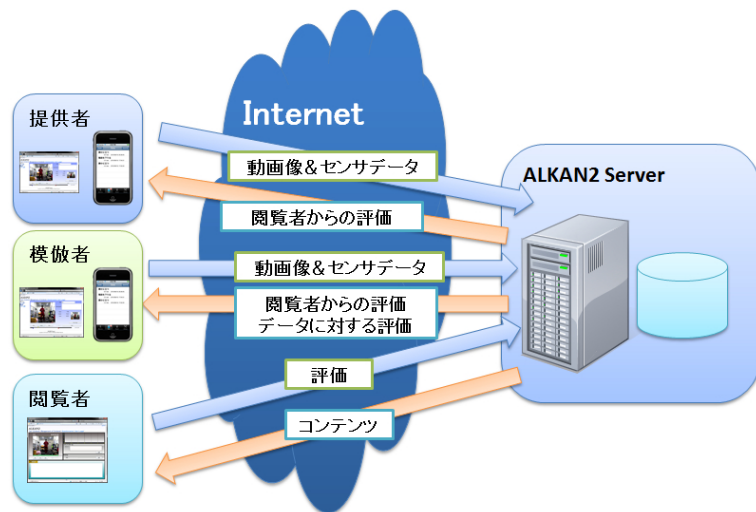 Internet
提供者
動画像＆センサデータ
ALKAN2 Server
閲覧者からの評価
模倣者
動画像＆センサデータ
閲覧者からの評価
データに対する評価
閲覧者
評価
コンテンツ